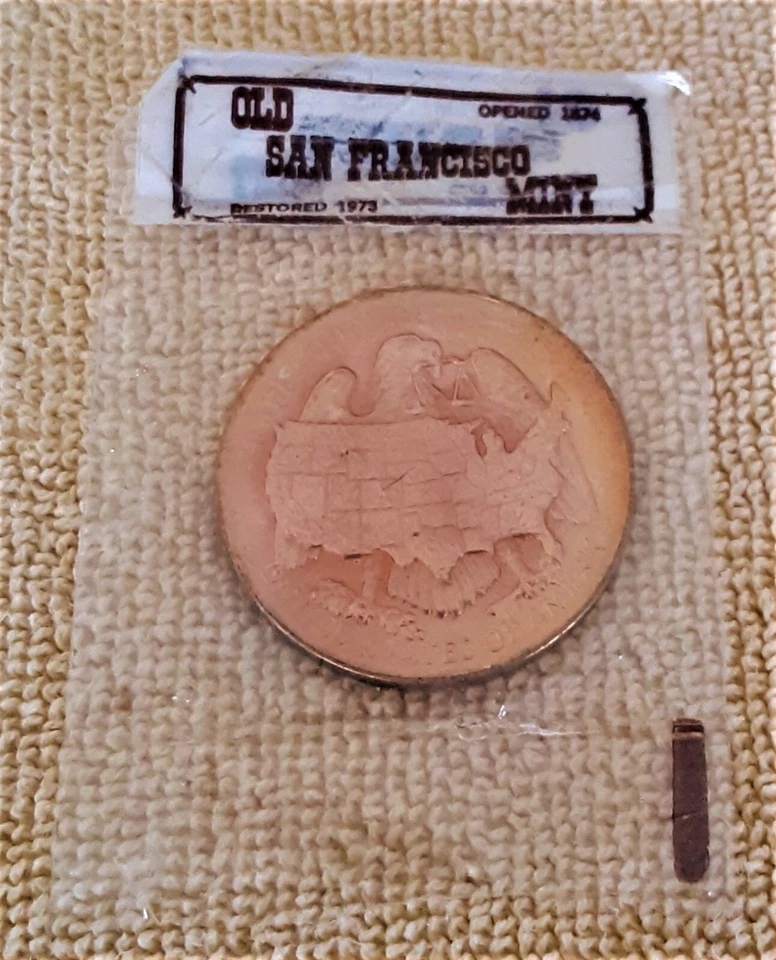 OLD
OPENED 1874
SAN FRANCISCO
MINT
RESTORED 1973